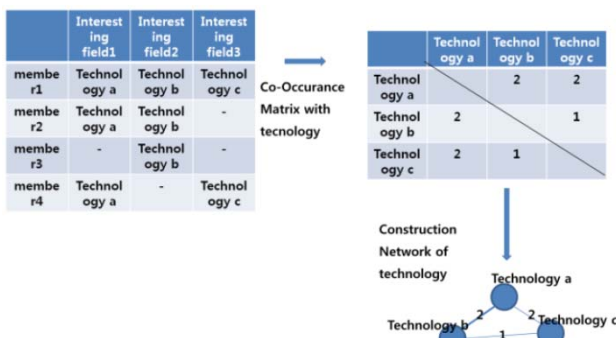 Interest
ing
field1
Interest
ing
field2
Interest
ing
field3
membe
r1
Technol
ogy a
Technol
ogy b
Technol
ogy c
membe
r2
Technol
ogy a
Technol
ogy b
-
membe
r3
-
Technol
ogy b
-
membe
r4
Technol
ogy a
-
Technol
ogy c
Co-Occurance
Matrix with
tecnology
Technol
ogy a
Technol
ogy b
Technol
ogy c
Technol
ogy a
2
2
Technol
ogy b
2
1
Technol
ogy c
2
1
Construction
Network of
technology
Technology a
Technology b
2
2
Technology c
1